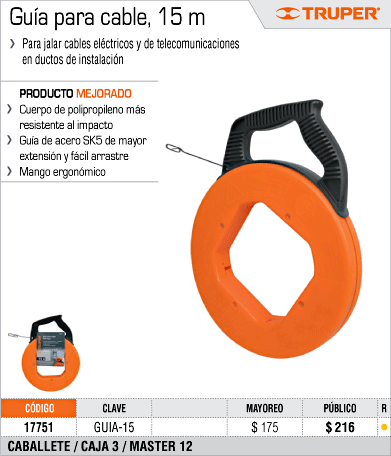 Guía para cable, 15 m
TRUPER®
Para jalar cables eléctricos y de telecomunicaciones
en ductos de instalación
PRODUCTO MEJORADO
Cuerpo de polipropileno más
resistente al impacto
Guía de acero SK5 de mayor
extensión y fácil arrastre
Mango ergonómico
CÓDIGO CLAVE MAYOREO PÚBLICO R
17751 GUIA-15 $ 175 $ 216
CABALLETE / CAJA 3 / MASTER 12